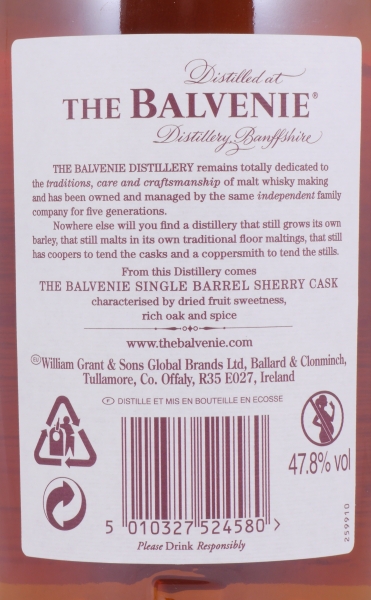 Distilled at
THE BALVENIE®
Distillery, Banffshire
THE BALVENIE DISTILLERY remains totally dedicated to
the traditions, care and craftsmanship of malt whisky making
and has been owned and managed by the same independent family
company for five generations.
Nowhere else will you find a distillery that still grows its own
barley, that still malts in its own traditional floor maltings, that still
has coopers to tend the casks and a coppersmith to tend the stills.
From this Distillery comes
THE BALVENIE SINGLE BARREL SHERRY CASK
characterised by dried fruit sweetness,
rich oak and spice
www.thebalvenie.com
EU William Grant & Sons Global Brands Ltd, Ballard & Clonminch,
Tullamore, Co. Offaly, R35 E027, Ireland
F DISTILLE ET MIS EN BOUTEILLE EN ECOSSE
47.8% vol
5 010327 524580 >
259910
Please Drink Responsibly